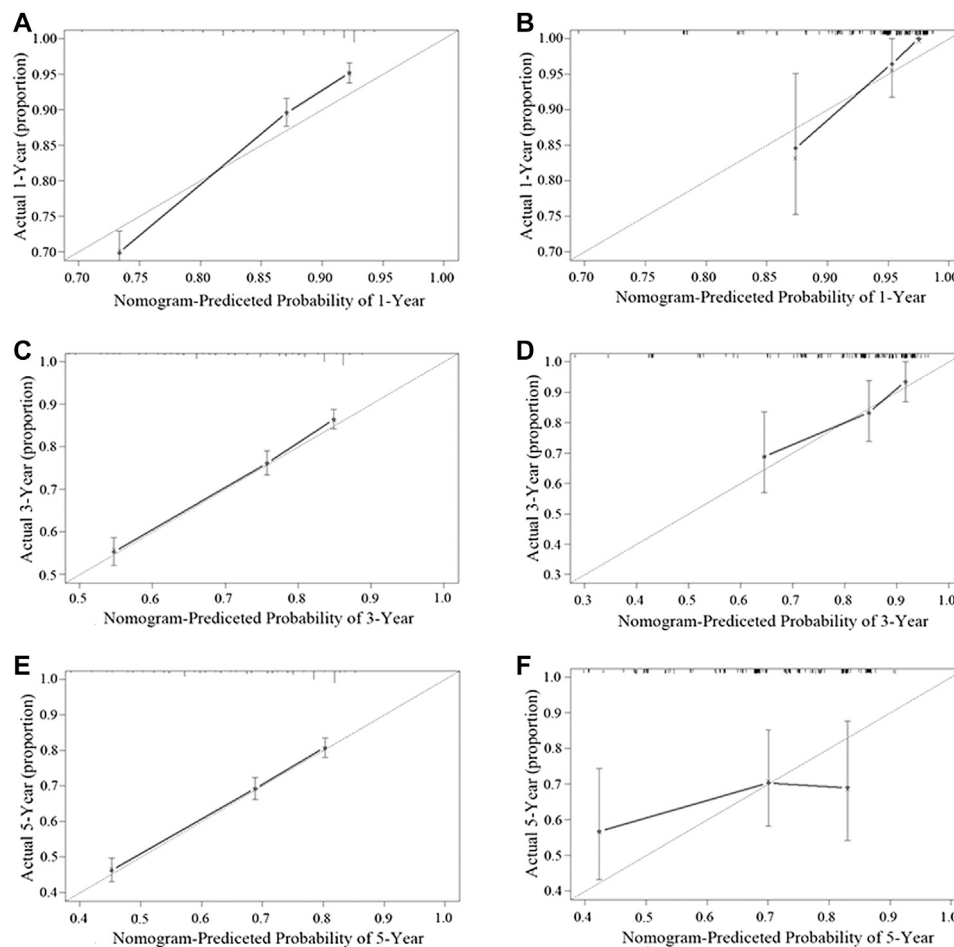 A
1.00
0.95
0.90
0.85
0.80
0.75
0.70
Actual 1-Year (proportion)
0.70 0.75 0.80 0.85 0.90 0.95 1.00
Nomogram-Prediceted Probability of 1-Year
B
1.00
0.95
0.90
0.85
0.80
0.75
0.70
Actual 1-Year (proportion)
0.70 0.75 0.80 0.85 0.90 0.95 1.00
Nomogram-Prediceted Probability of 1-Year
C
1.0
0.9
0.8
0.7
0.6
0.5
Actual 3-Year (proportion)
0.5 0.6 0.7 0.8 0.9 1.0
Nomogram-Prediceted Probability of 3-Year
D
1.0
0.9
0.8
0.7
0.6
0.5
0.4
0.3
Actual 3-Year (proportion)
0.3 0.4 0.5 0.6 0.7 0.8 0.9 1.0
Nomogram-Prediceted Probability of 3-Year
E
1.0
0.9
0.8
0.7
0.6
0.5
0.4
Actual 5-Year (proportion)
0.4 0.5 0.6 0.7 0.8 0.9 1.0
Nomogram-Prediceted Probability of 5-Year
F
1.0
0.9
0.8
0.7
0.6
0.5
0.4
Actual 5-Year (proportion)
0.4 0.5 0.6 0.7 0.8 0.9 1.0
Nomogram-Prediceted Probability of 5-Year